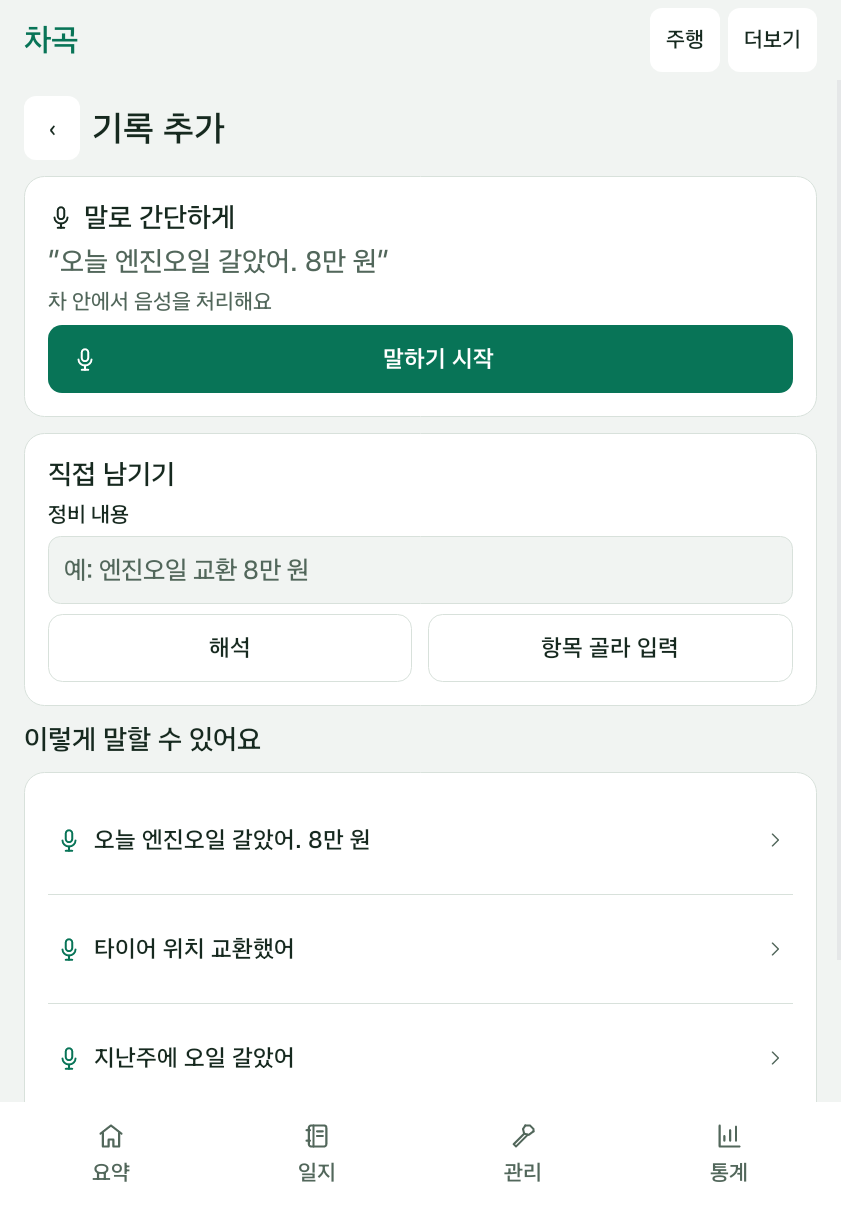 차곡
주행
더보기
기록 추가
말로 간단하게
"오늘 엔진오일 갈았어. 8만 원"
차 안에서 음성을 처리해요
말하기 시작
직접 남기기
정비 내용
예: 엔진오일 교환 8만 원
해석
항목 골라 입력
이렇게 말할 수 있어요
오늘 엔진오일 갈았어. 8만 원
타이어 위치 교환했어
지난주에 오일 갈았어
요약
일지
관리
통계